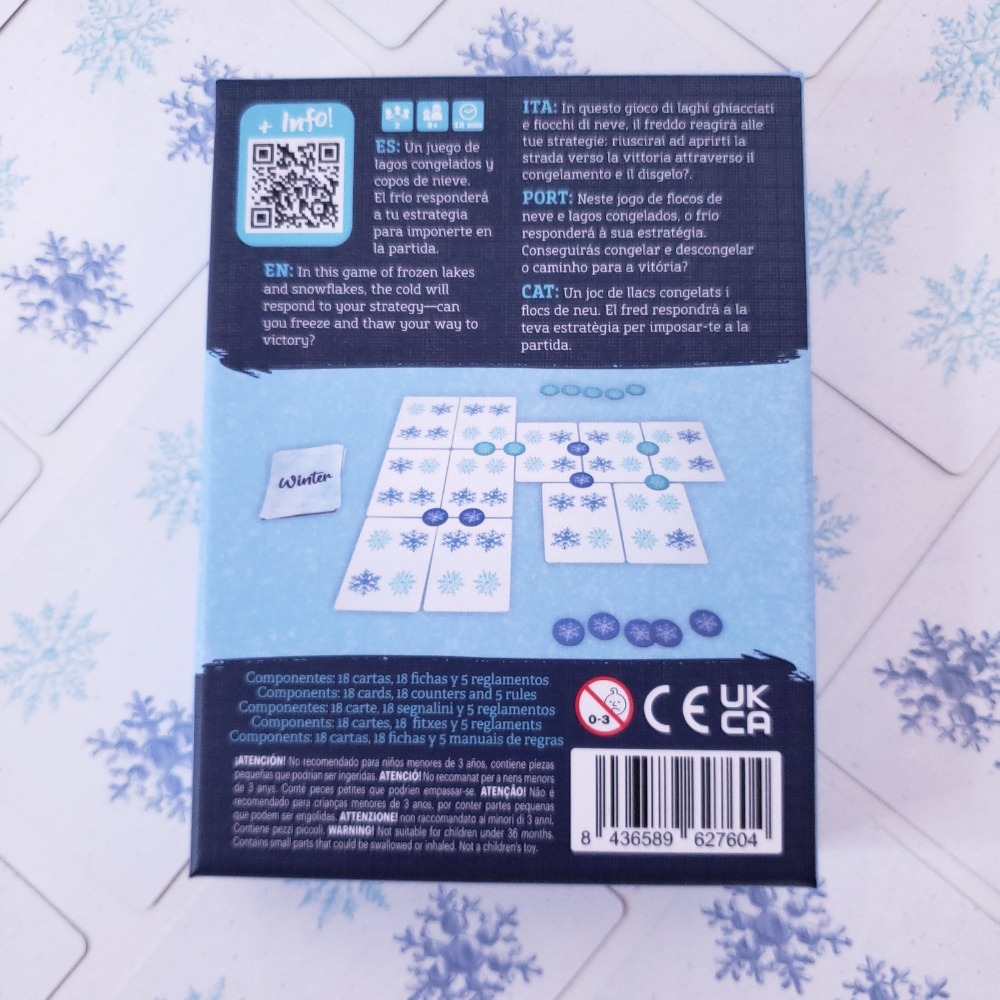 + Info!
2
8+
10 min
ES: Un juego de
lagos congelados y
copos de nieve.
El frío responderá
a tu estrategia
para imponerte en
la partida.
EN: In this game of frozen lakes
and snowflakes, the cold will
respond to your strategy—can
you freeze and thaw your way to
victory?
ITA: In questo gioco di laghi ghiacciati
e fiocchi di neve, il freddo reagirà alle
tue strategie: riuscirai ad aprirti la
strada verso la vittoria attraverso il
congelamento e il disgelo?.
PORT: Neste jogo de flocos de
neve e lagos congelados, o frio
responderá à sua estratégia.
Conseguirás congelar e descongelar
o caminho para a vitória?
CAT: Un joc de llacs congelats i
flocs de neu. El fred respondrà a la
teva estratègia per imposar-te a la
partida.
Winter
Componentes: 18 cartas, 18 fichas y 5 reglamentos
Components: 18 cards, 18 counters and 5 rules
Componentes: 18 carte, 18 segnalini y 5 reglamentos
Components: 18 cartes, 18 fitxes y 5 reglaments
Components: 18 cartas, 18 fichas y 5 manuais de regras
¡ATENCIÓN! No recomendado para niños menores de 3 años, contiene piezas
pequeñas que podrían ser ingeridas. ATENCIÓ! No recomanat per a nens menors
de 3 anys. Conté peces petites que podrien empassar-se. ATENÇÃO! Não é
recomendado para crianças menores de 3 anos, por conter partes pequenas
que podem ser engolidas. ATTENZIONE! non raccomandato ai minori di 3 anni.
Contiene pezzi piccoli. WARNING! Not suitable for children under 36 months.
Contains small parts that could be swallowed or inhaled. Not a children's toy.
0-3
CE
UK
CA
8 436589 627604